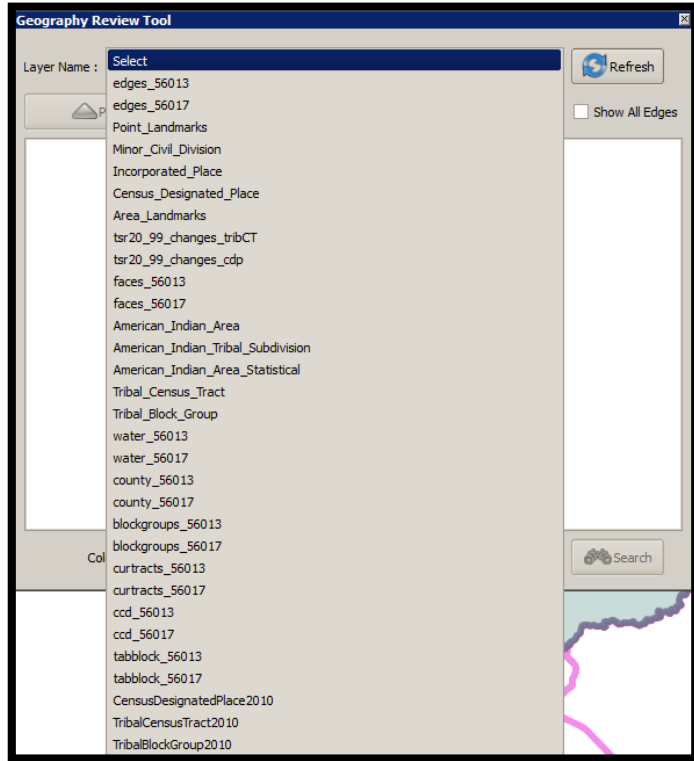 Geography Review Tool
Layer Name :
Select
Refresh
edges_56013
edges_56017
P
Show All Edges
Point_Landmarks
Minor_Civil_Division
Incorporated_Place
Census_Designated_Place
Area_Landmarks
tsr20_99_changes_tribCT
tsr20_99_changes_cdp
faces_56013
faces_56017
American_Indian_Area
American_Indian_Tribal_Subdivision
American_Indian_Area_Statistical
Tribal_Census_Tract
Tribal_Block_Group
water_56013
water_56017
county_56013
county_56017
blockgroups_56013
blockgroups_56017
Col
Search
curtracts_56013
curtracts_56017
ccd_56013
ccd_56017
tabblock_56013
tabblock_56017
CensusDesignatedPlace2010
TribalCensusTract2010
TribalBlockGroup2010